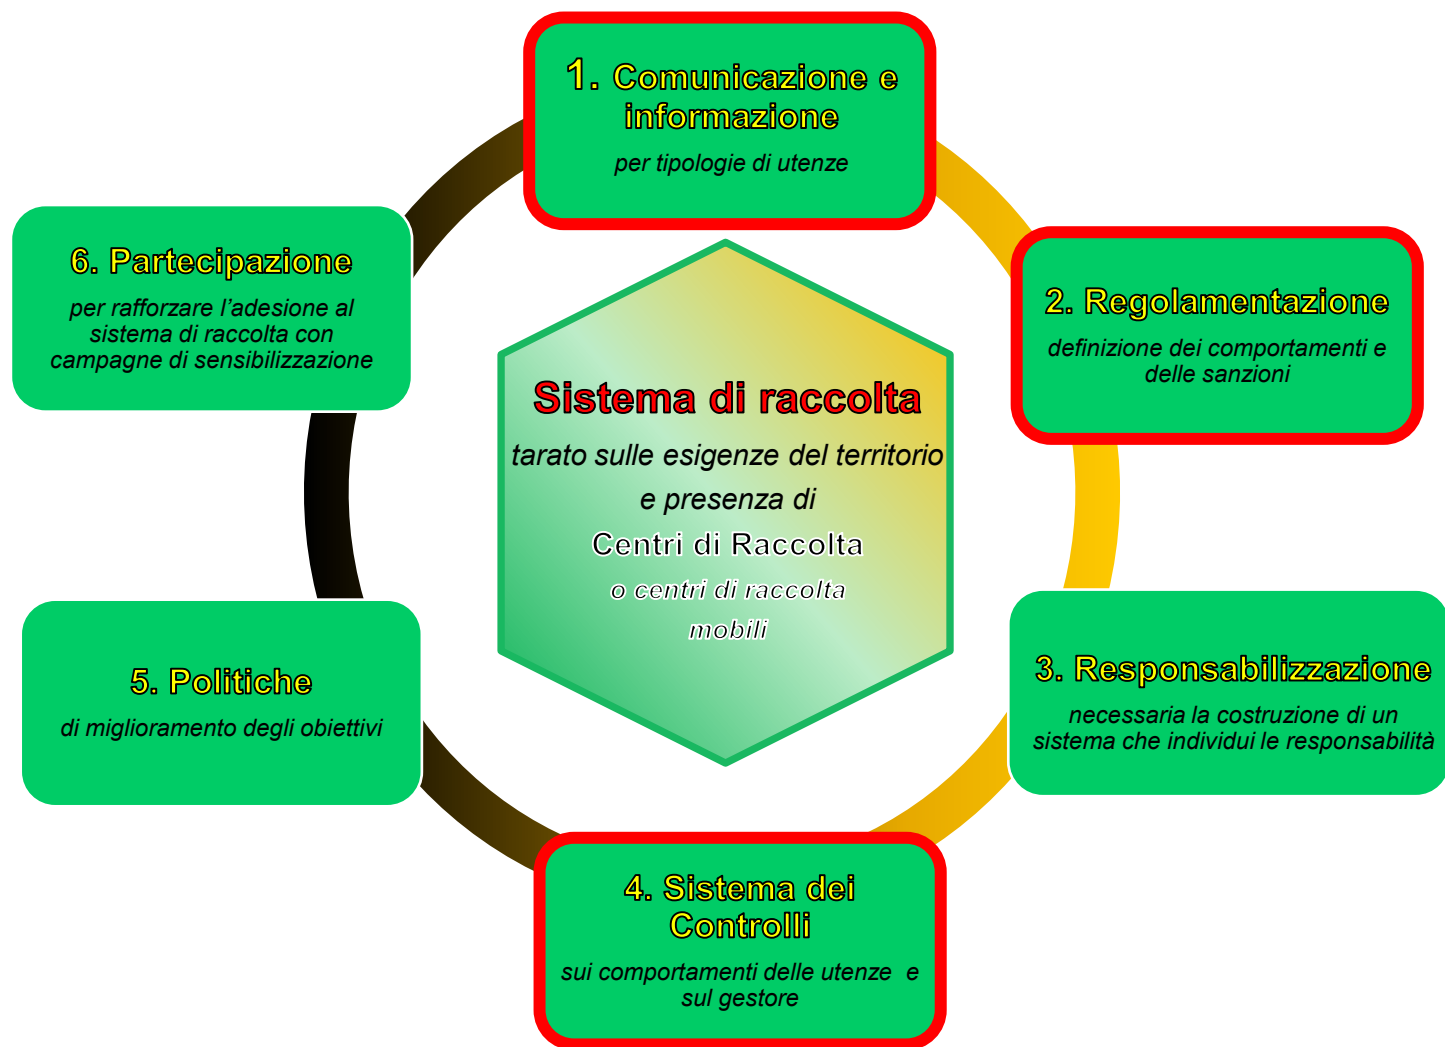 1. Comunicazione e
informazione
per tipologie di utenze
2. Regolamentazione
definizione dei comportamenti e
delle sanzioni
3. Responsabilizzazione
necessaria la costruzione di un
sistema che individui le responsabilità
4. Sistema dei
Controlli
sui comportamenti delle utenze e
sul gestore
5. Politiche
di miglioramento degli obiettivi
6. Partecipazione
per rafforzare l’adesione al
sistema di raccolta con
campagne di sensibilizzazione
Sistema di raccolta
tarato sulle esigenze del territorio
e presenza di
Centri di Raccolta
o centri di raccolta
mobili